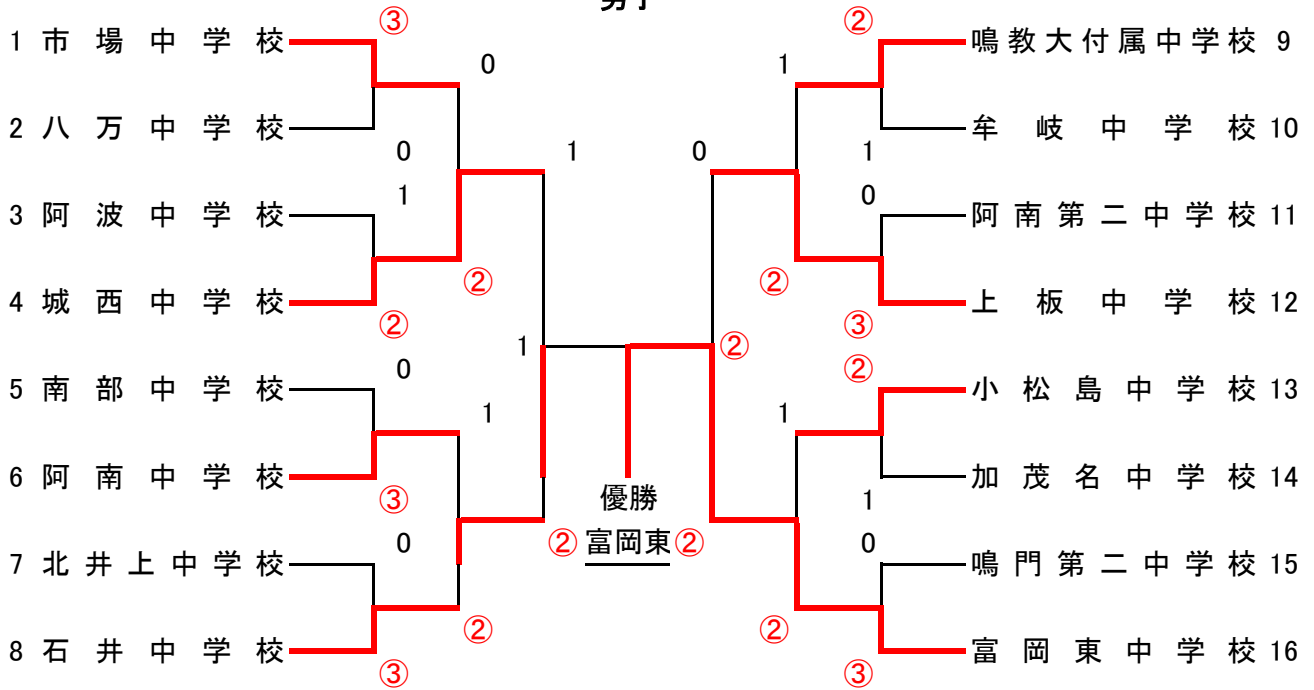 ③ ②
1 市場中学校 鳴教大付属中学校 9
0 1
2 八万中学校 牟岐中学校 10
0 1 0 1
1 0
3 阿波中学校 阿南第二中学校 11
② ②
4 城西中学校 上板中学校 12
② ③
1 ②
0 ②
5 南部中学校 小松島中学校 13
1 1
6 阿南中学校 加茂名中学校 14
③ 優勝 1
0 ② 富岡東 ② 0
7 北井上中学校 鳴門第二中学校 15
② ②
8 石井中学校 富岡東中学校 16
③ ③